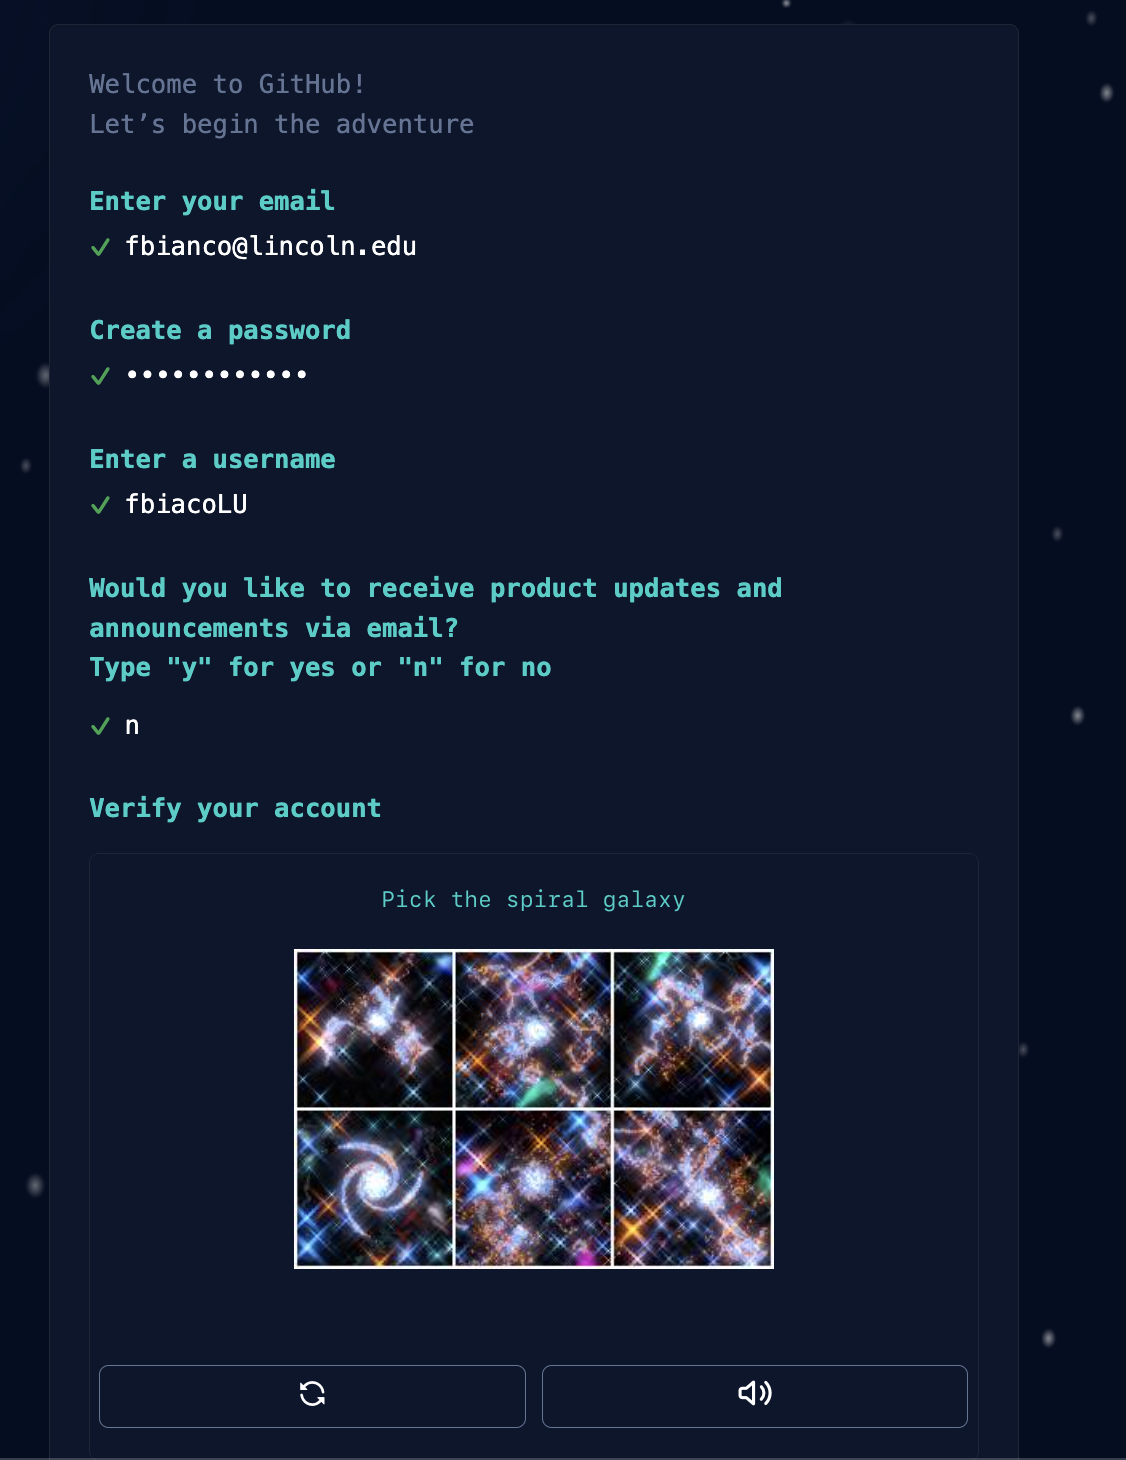 Welcome to GitHub!
Let’s begin the adventure
Enter your email
fbianco@lincoln.edu
Create a password
••••••••••••
Enter a username
fbiacoLU
Would you like to receive product updates and
announcements via email?
Type "y" for yes or "n" for no
n
Verify your account
Pick the spiral galaxy